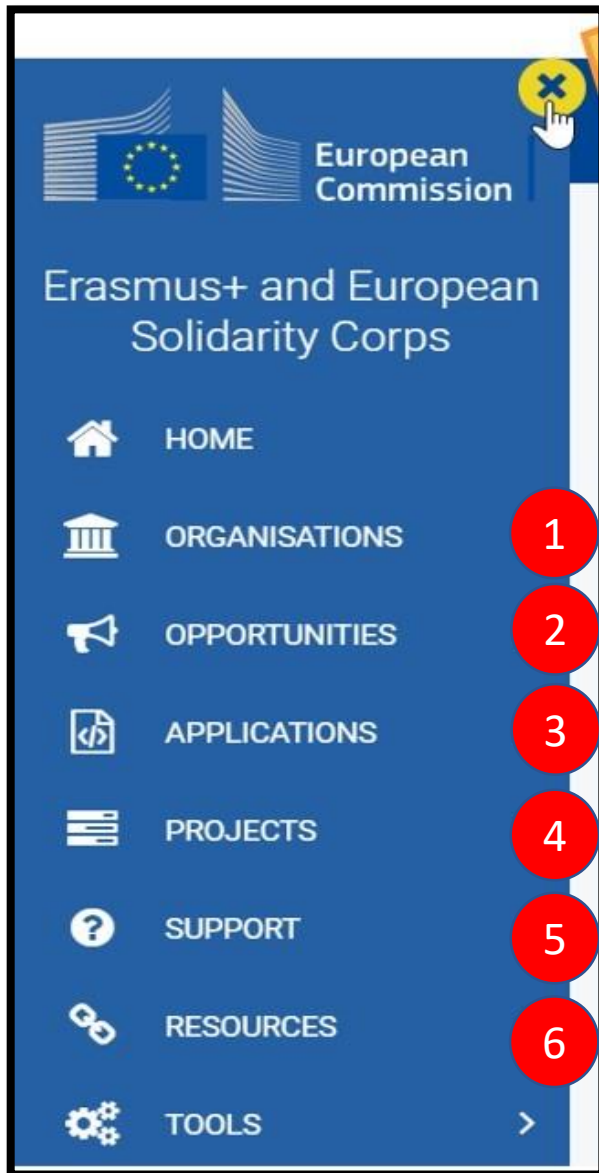 European
Commission
Erasmus+ and European
Solidarity Corps
HOME
ORGANISATIONS 1
OPPORTUNITIES 2
APPLICATIONS 3
PROJECTS 4
SUPPORT 5
RESOURCES 6
TOOLS